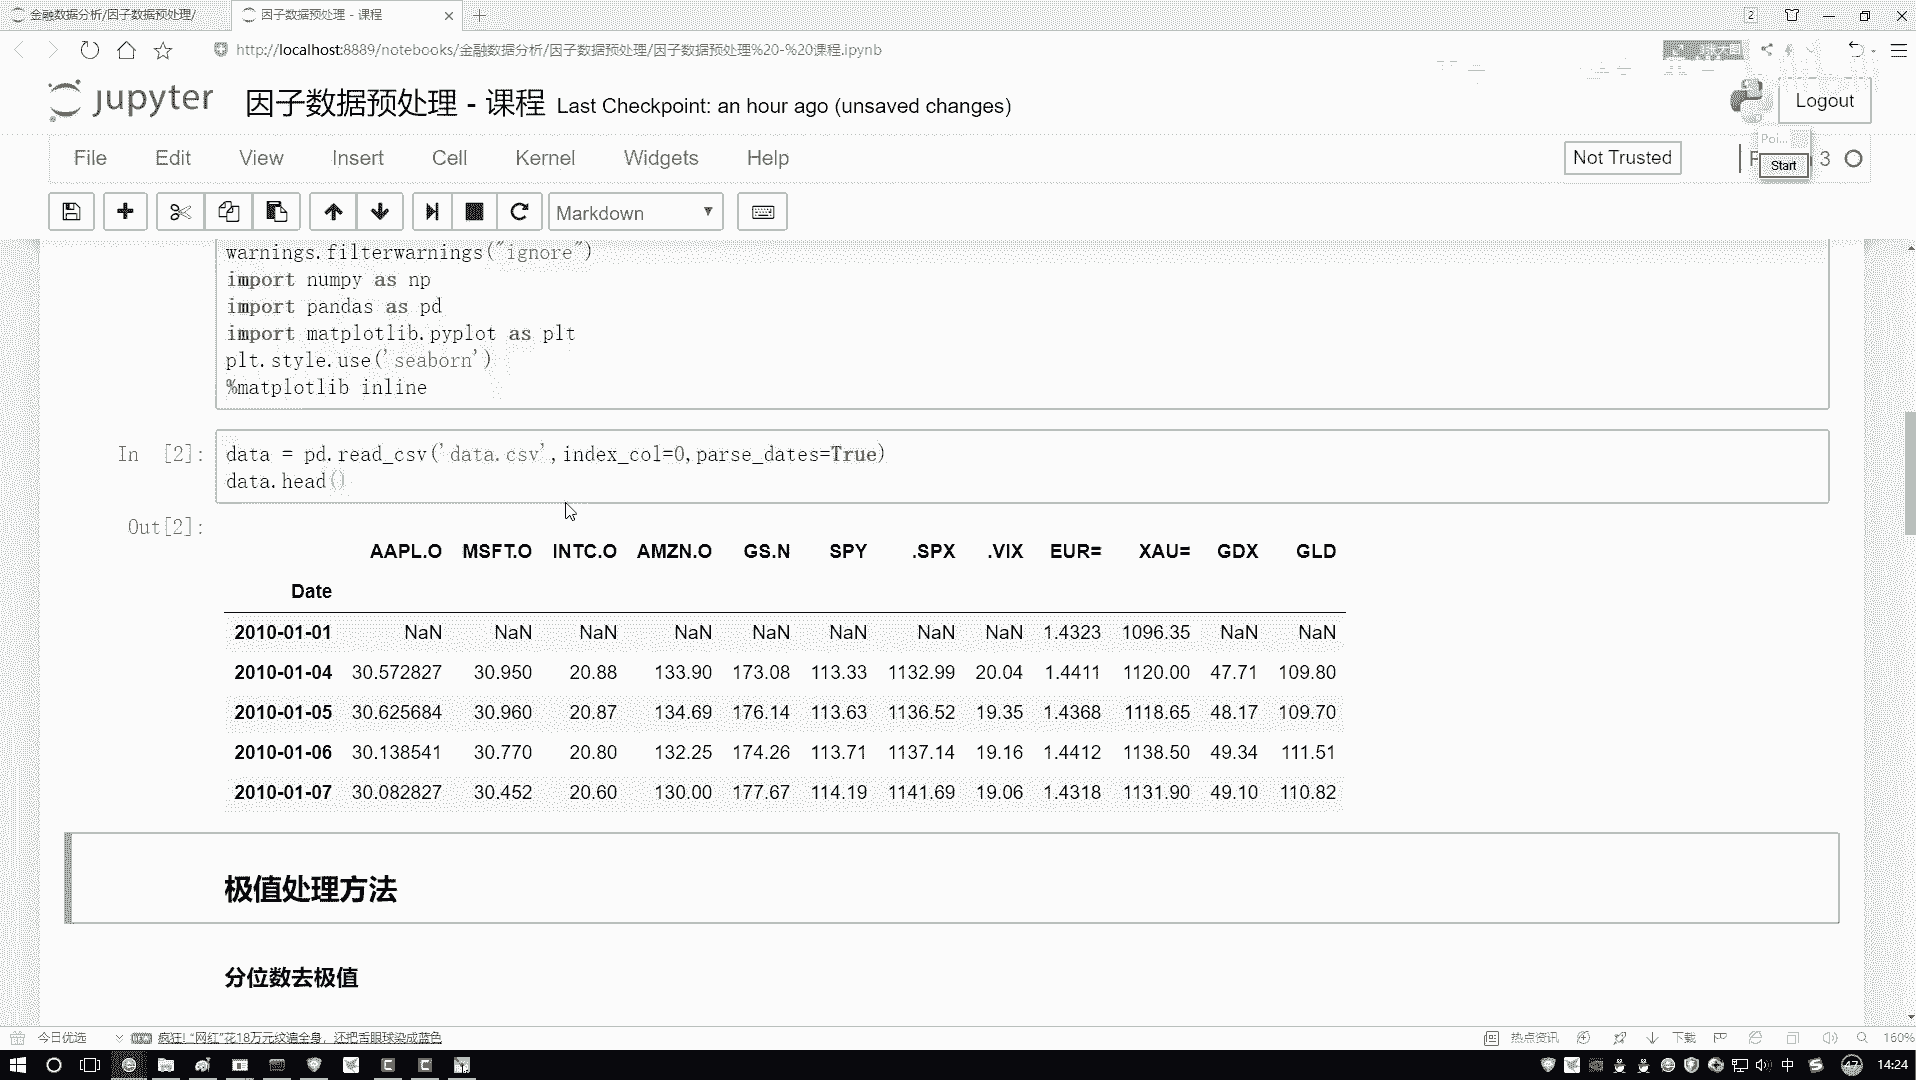 金融数据分析/因子数据预处理/
因子数据预处理 - 课程
2
http://localhost:8889/notebooks/金融数据分析/因子数据预处理/因子数据预处理%20-%20课程.ipynb
jupyter 因子数据预处理 - 课程 Last Checkpoint: an hour ago (unsaved changes)
Logout
File Edit View Insert Cell Kernel Widgets Help
Not Trusted
Start
3
Markdown
warnings.filterwarnings("ignore")
import numpy as np
import pandas as pd
import matplotlib.pyplot as plt
plt.style.use('seaborn')
%matplotlib inline
In [2]:
data = pd.read_csv('data.csv',index_col=0,parse_dates=True)
data.head()
Out[2]:
AAPL.O MSFT.O INTC.O AMZN.O GS.N SPY .SPX .VIX EUR= XAU= GDX GLD
Date
2010-01-01 NaN NaN NaN NaN NaN NaN NaN NaN 1.4323 1096.35 NaN NaN
2010-01-04 30.572827 30.950 20.88 133.90 173.08 113.33 1132.99 20.04 1.4411 1120.00 47.71 109.80
2010-01-05 30.625684 30.960 20.87 134.69 176.14 113.63 1136.52 19.35 1.4368 1118.65 48.17 109.70
2010-01-06 30.138541 30.770 20.80 132.25 174.26 113.71 1137.14 19.16 1.4412 1138.50 49.34 111.51
2010-01-07 30.082827 30.452 20.60 130.00 177.67 114.19 1141.69 19.06 1.4318 1131.90 49.10 110.82
极值处理方法
分位数去极值
今日优选
疯狂!"网红"花18万元纹遍全身,还把舌眼球染成蓝色
热点资讯
下载
160%
中
47
14:24